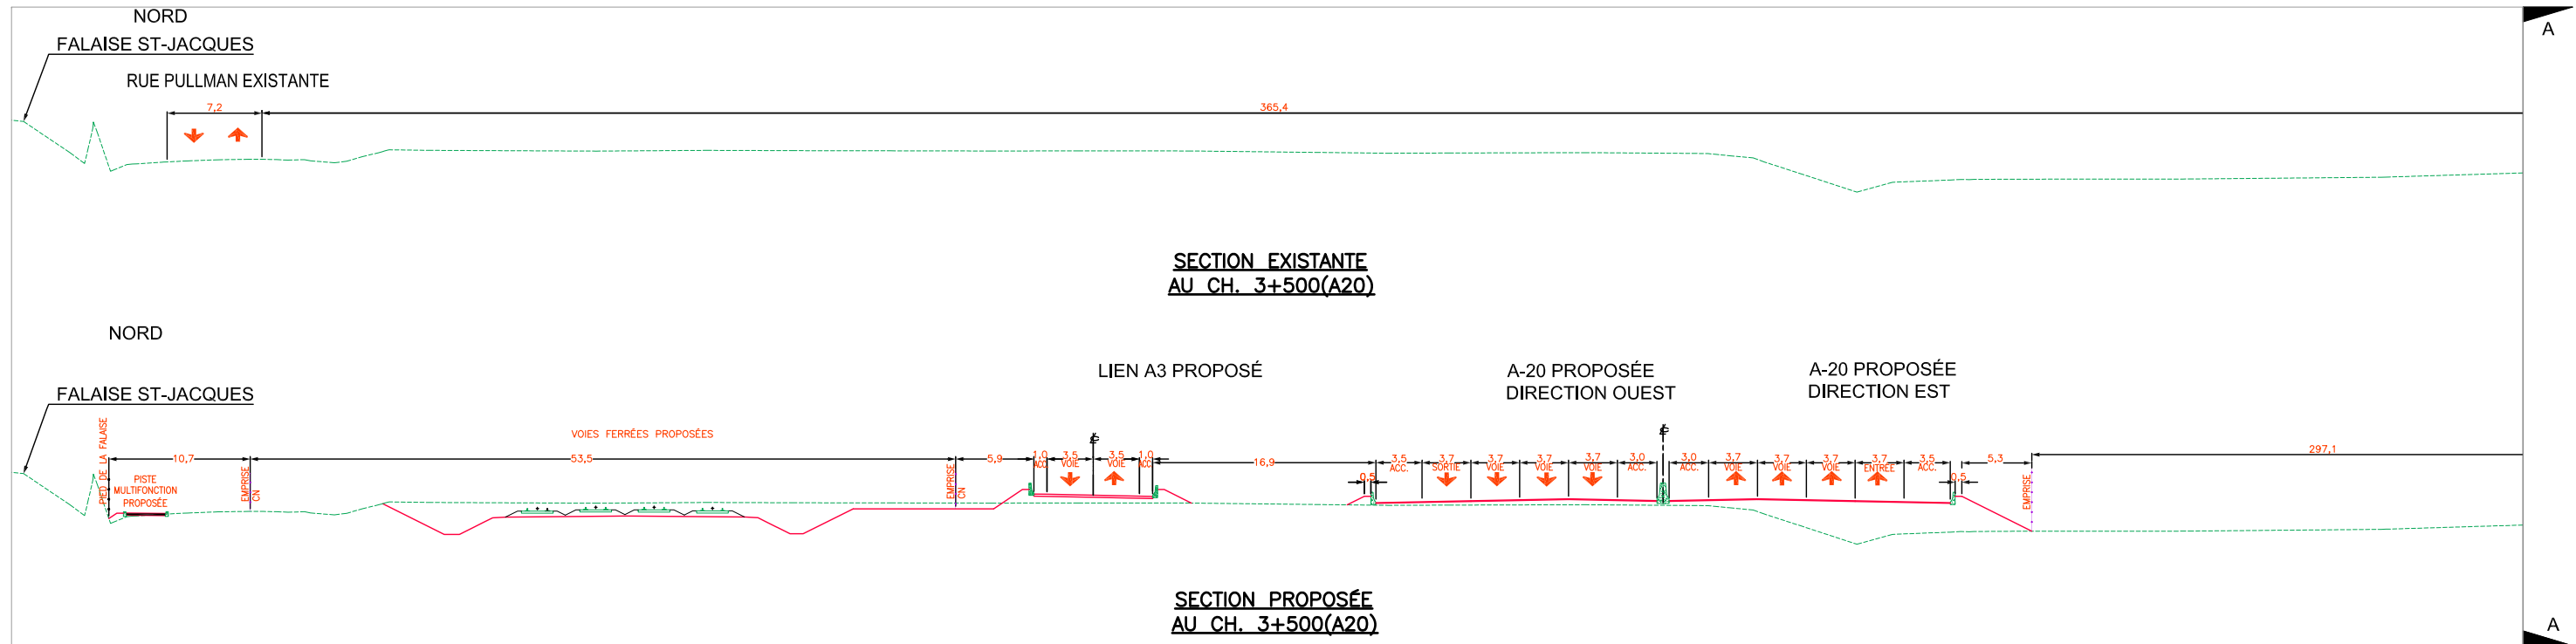 NORD
FALAISE ST-JACQUES
RUE PULLMAN EXISTANTE
7,2
365,4
A
SECTION EXISTANTE
AU CH. 3+500(A20)
NORD
FALAISE ST-JACQUES
LIEN A3 PROPOSÉ
A-20 PROPOSÉE
DIRECTION OUEST
A-20 PROPOSÉE
DIRECTION EST
PIED DE LA FALAISE
10,7
PISTE
MULTIFONCTION
PROPOSÉE
EMPRISE
CN
VOIES FERRÉES PROPOSÉES
53,5
EMPRISE
CN
5,9
1,0
ACC.
3,5
VOIE
3,5
VOIE
1,0
ACC.
16,9
0,5
3,5
ACC.
3,7
SORTIE
3,7
VOIE
3,7
VOIE
3,7
VOIE
3,0
ACC.
3,0
ACC.
3,7
VOIE
3,7
VOIE
3,7
VOIE
3,7
ENTRÉE
3,5
ACC.
0,5
5,3
EMPRISE
297,1
SECTION PROPOSÉE
AU CH. 3+500(A20)
A